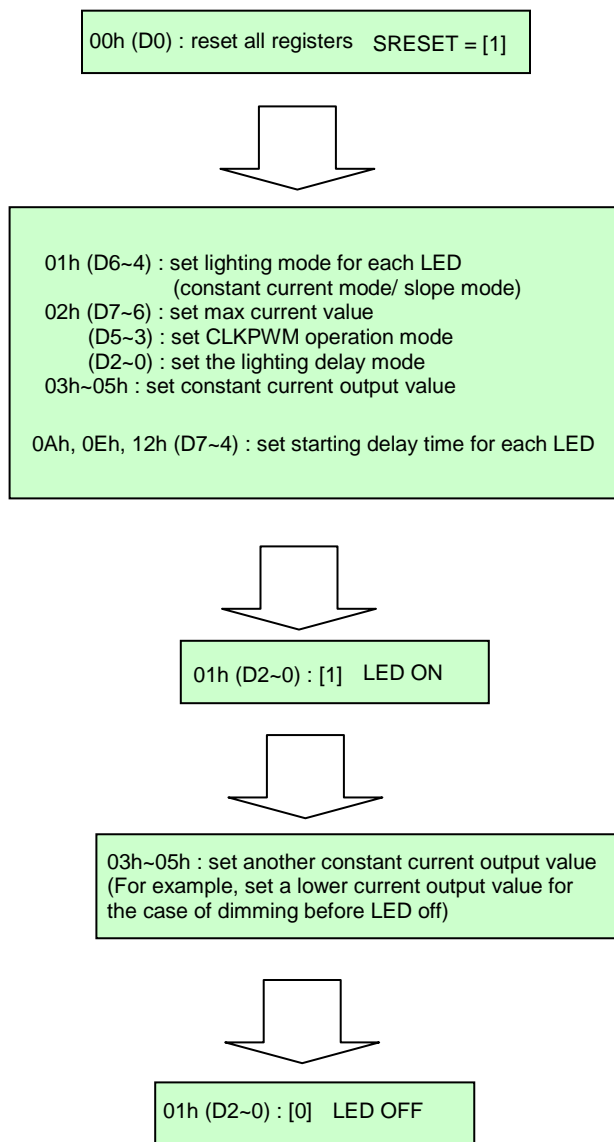 00h (D0) : reset all registers SRESET = [1]
01h (D6~4) : set lighting mode for each LED
(constant current mode/ slope mode)
02h (D7~6) : set max current value
(D5~3) : set CLKPWM operation mode
(D2~0) : set the lighting delay mode
03h~05h : set constant current output value
0Ah, 0Eh, 12h (D7~4) : set starting delay time for each LED
01h (D2~0) : [1] LED ON
03h~05h : set another constant current output value
(For example, set a lower current output value for
the case of dimming before LED off)
01h (D2~0) : [0] LED OFF